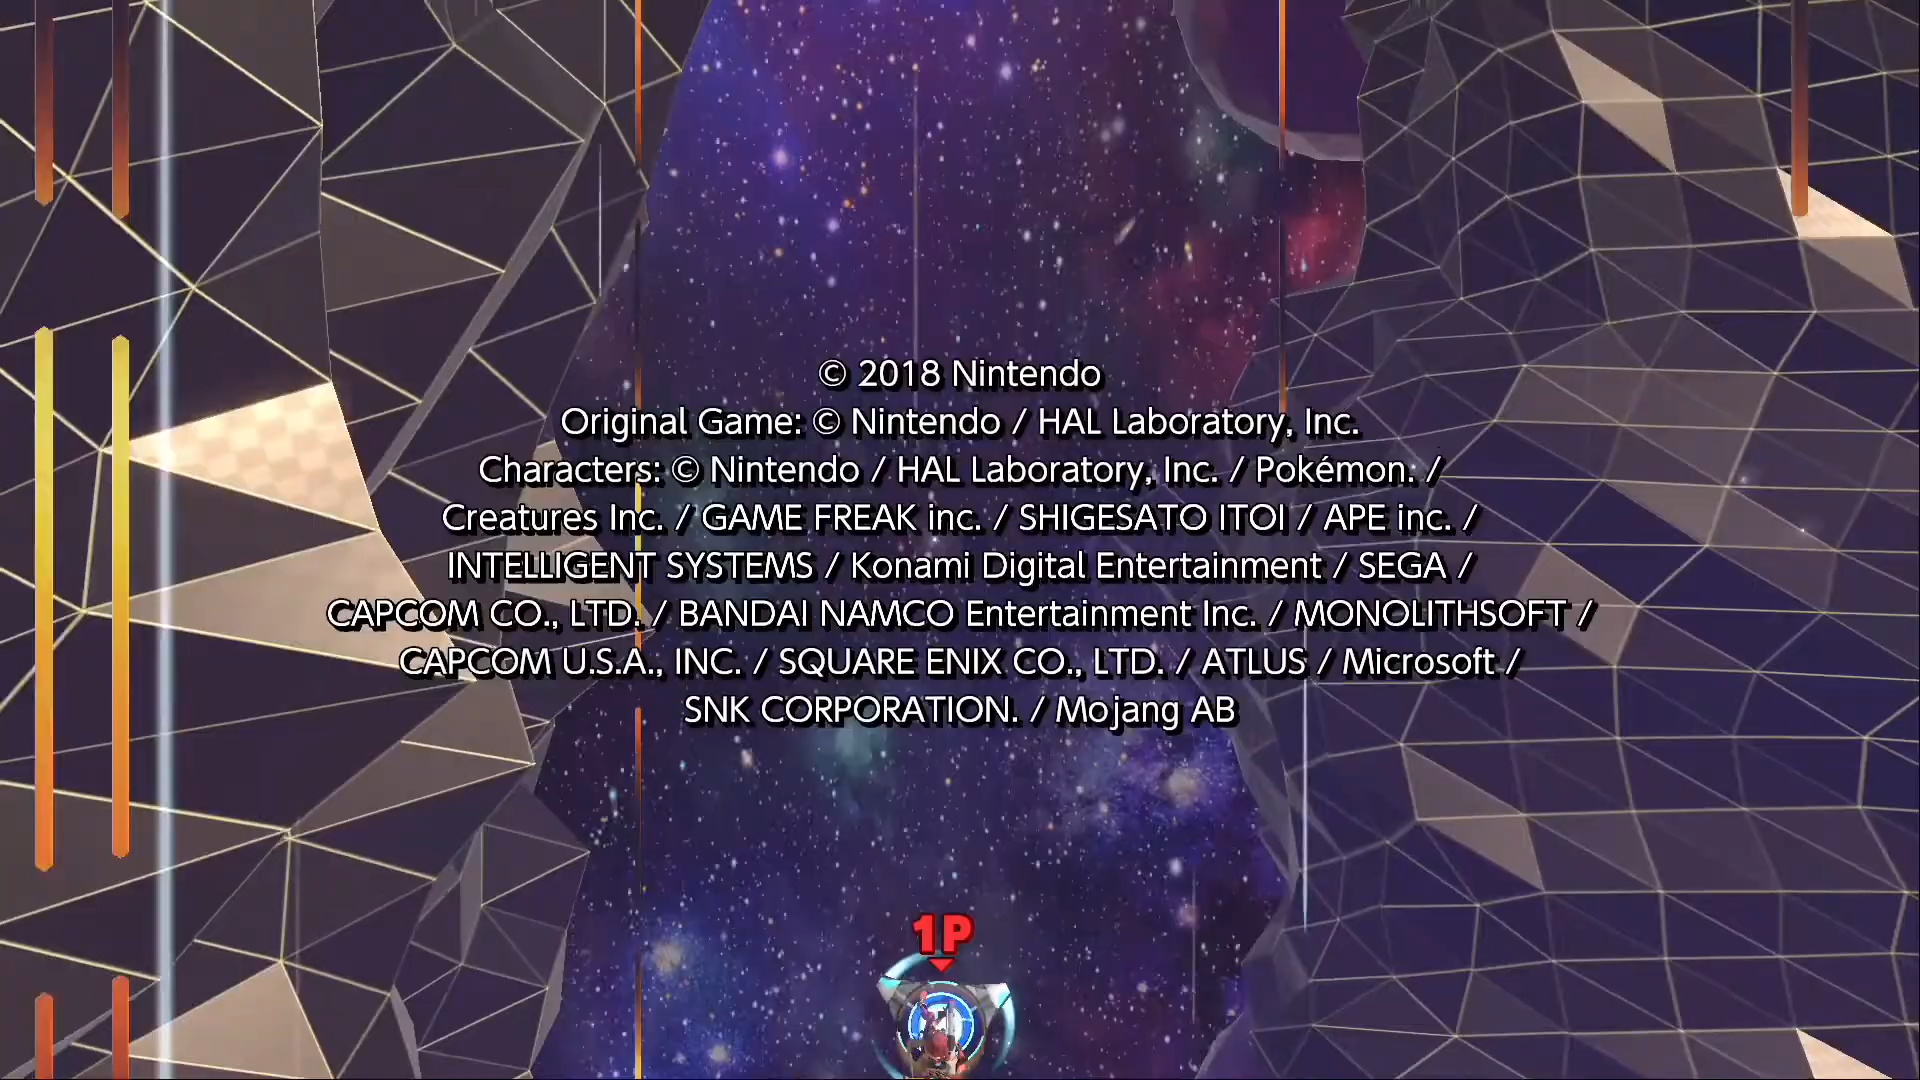 © 2018 Nintendo
Original Game: © Nintendo / HAL Laboratory, Inc.
Characters: © Nintendo / HAL Laboratory, Inc. / Pokémon. /
Creatures Inc. / GAME FREAK inc. / SHIGESATO ITOI / APE inc. /
INTELLIGENT SYSTEMS / Konami Digital Entertainment / SEGA /
CAPCOM CO., LTD. / BANDAI NAMCO Entertainment Inc. / MONOLITHSOFT /
CAPCOM U.S.A., INC. / SQUARE ENIX CO., LTD. / ATLUS / Microsoft /
SNK CORPORATION. / Mojang AB
1P